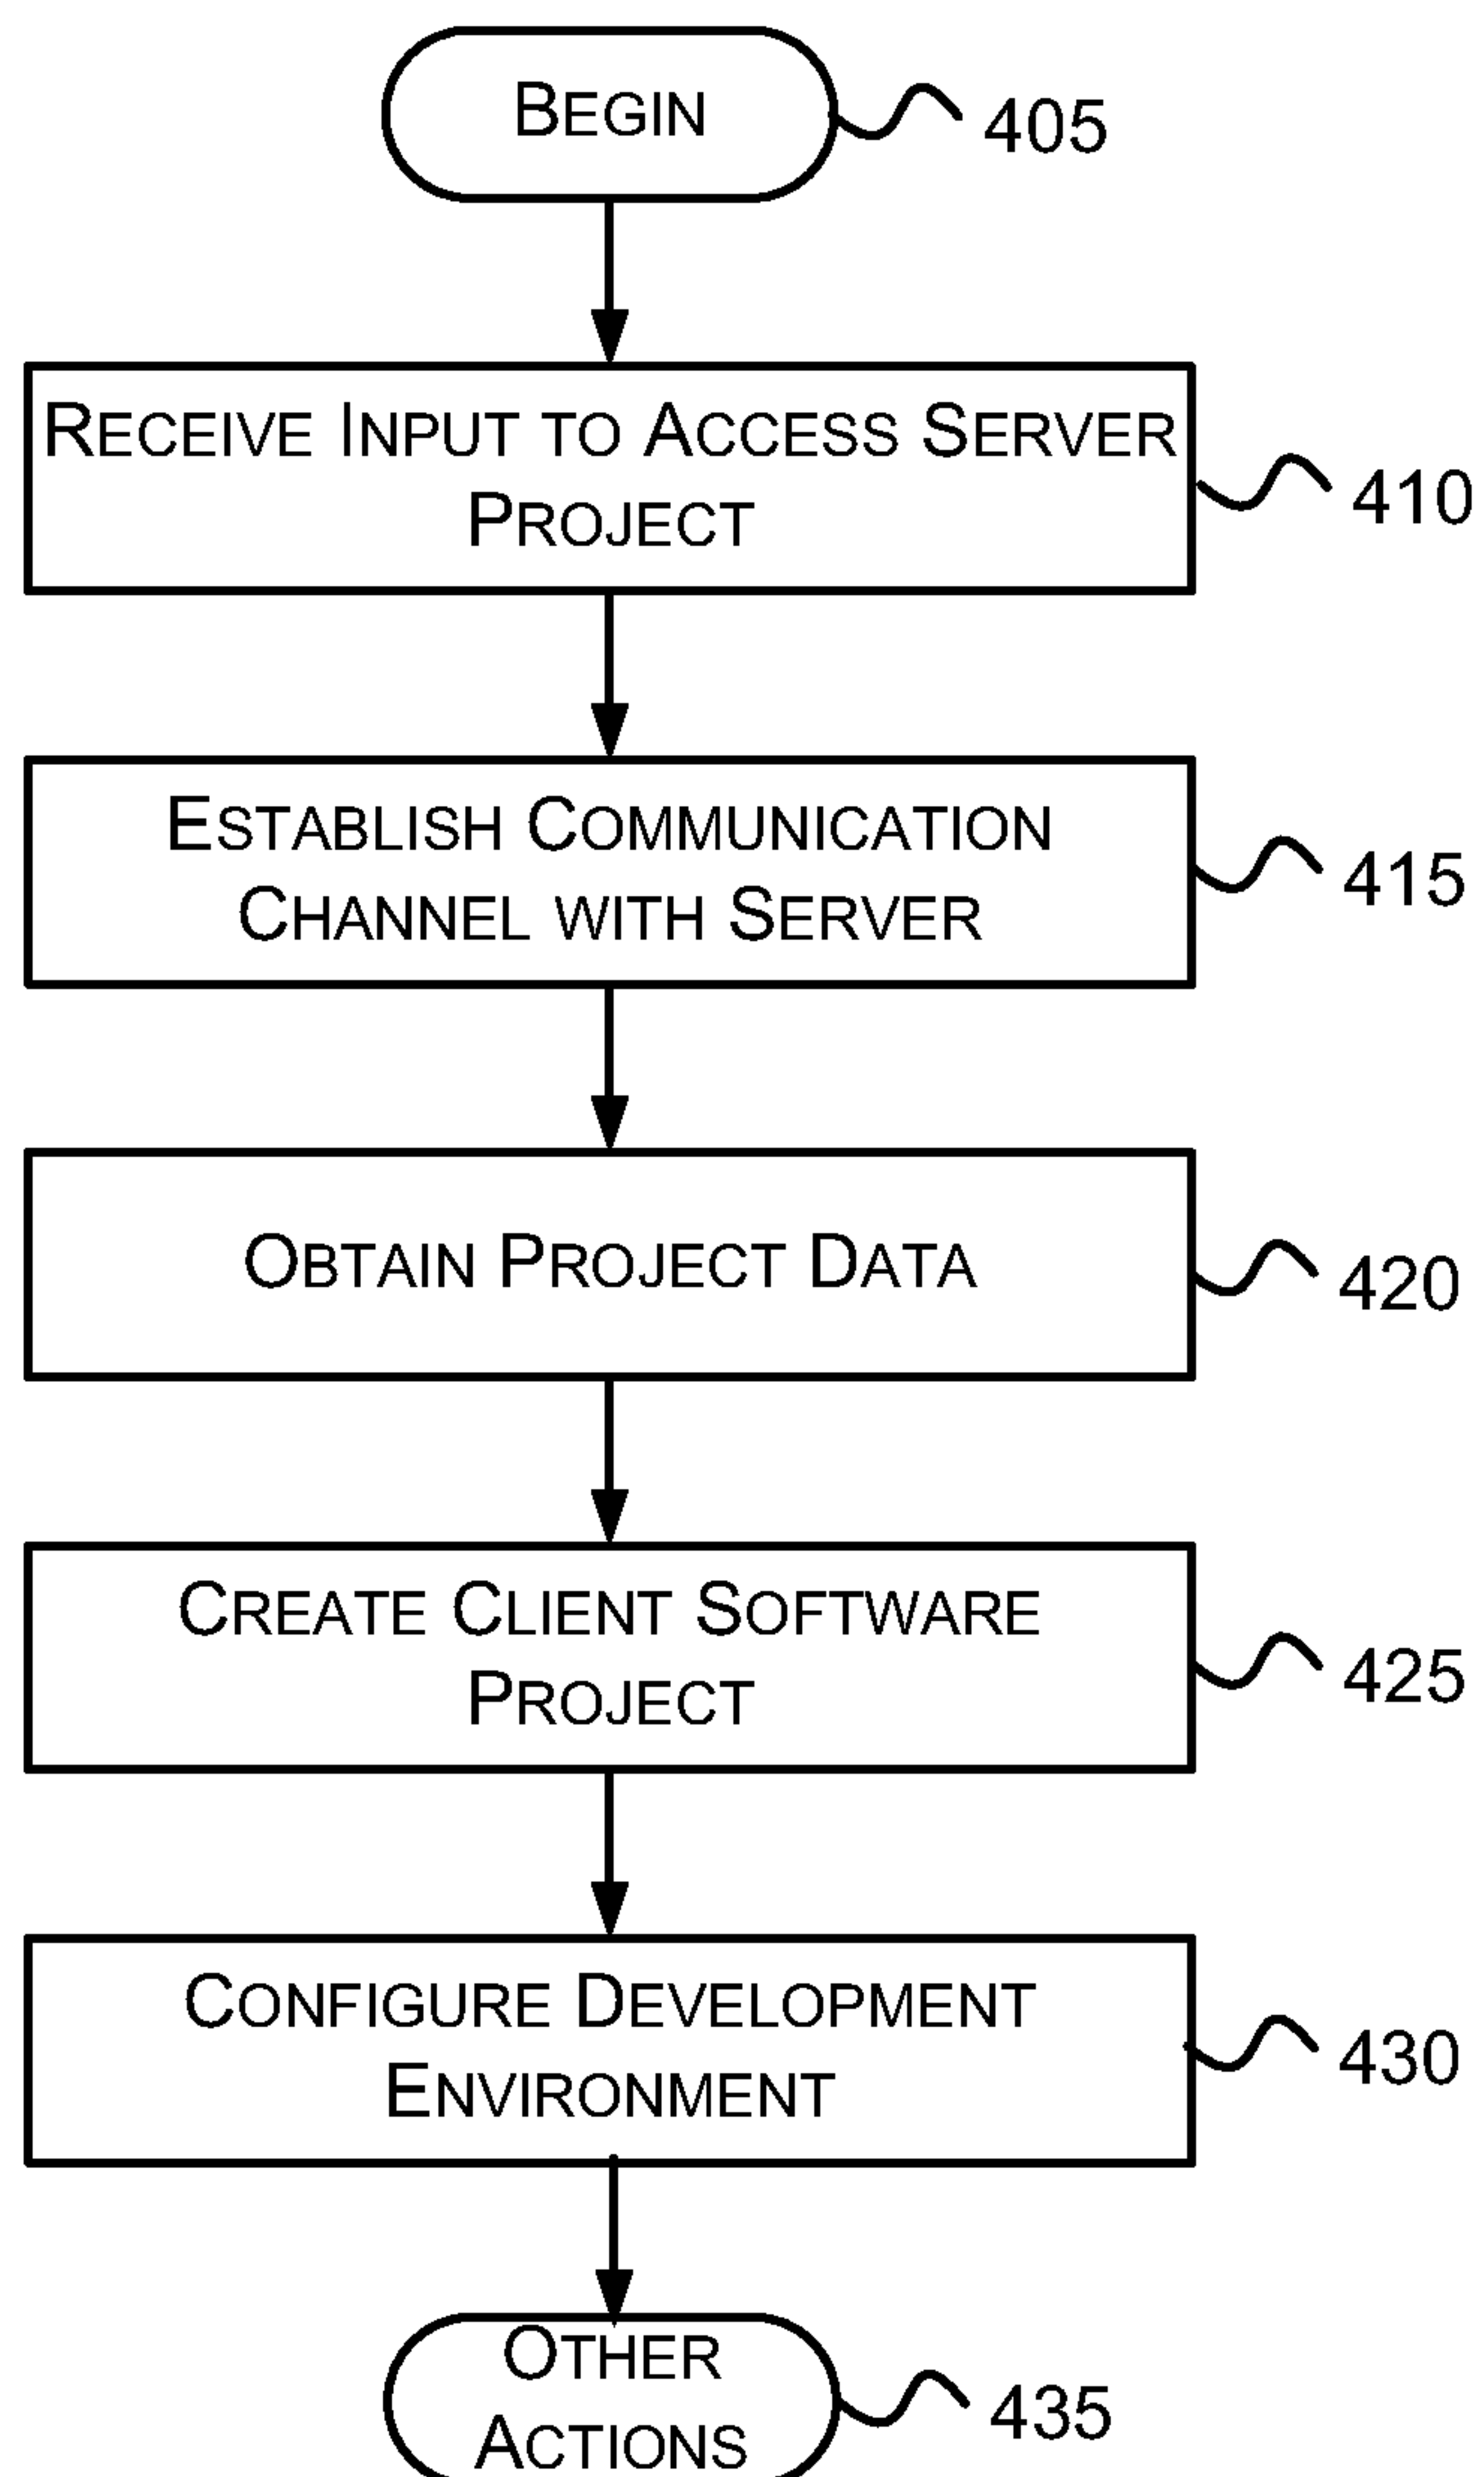 BEGIN
405
RECEIVE INPUT TO ACCESS SERVER
PROJECT
410
ESTABLISH COMMUNICATION
CHANNEL WITH SERVER
415
OBTAIN PROJECT DATA
420
CREATE CLIENT SOFTWARE
PROJECT
425
CONFIGURE DEVELOPMENT
ENVIRONMENT
430
OTHER
ACTIONS
435